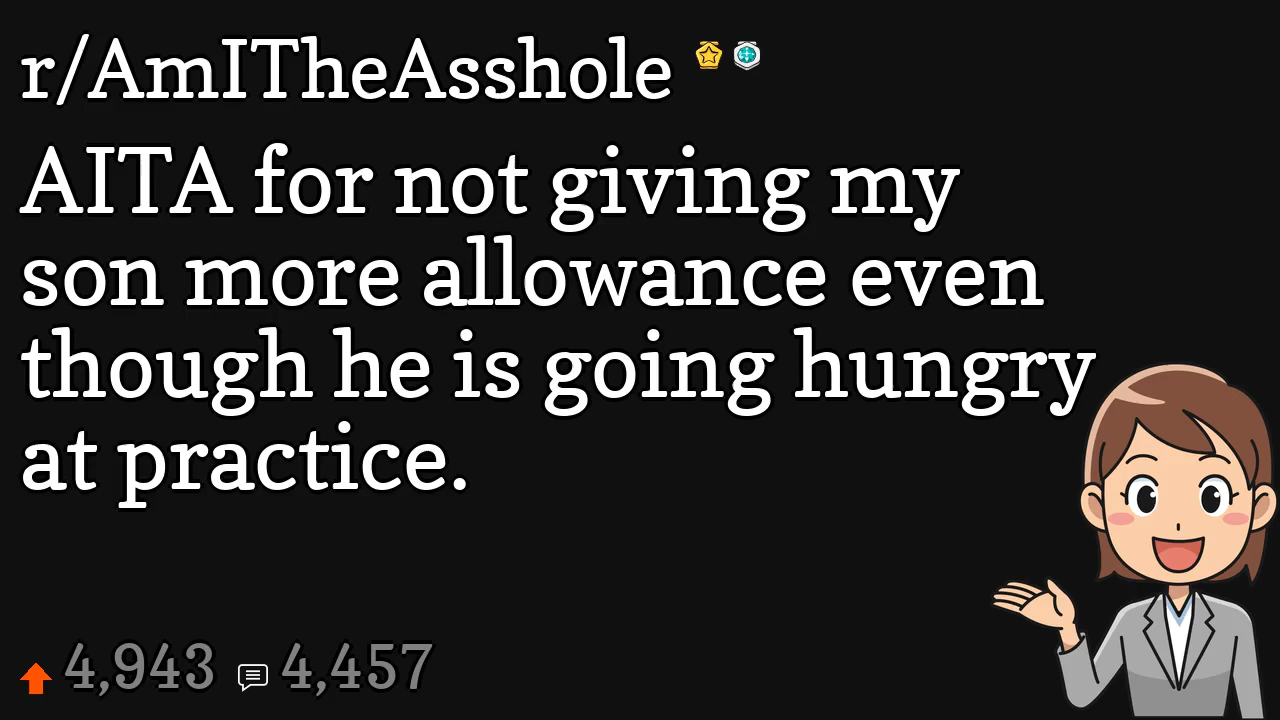 r/AmITheAsshole
AITA for not giving my
son more allowance even
though he is going hungry
at practice.
4,943 4,457